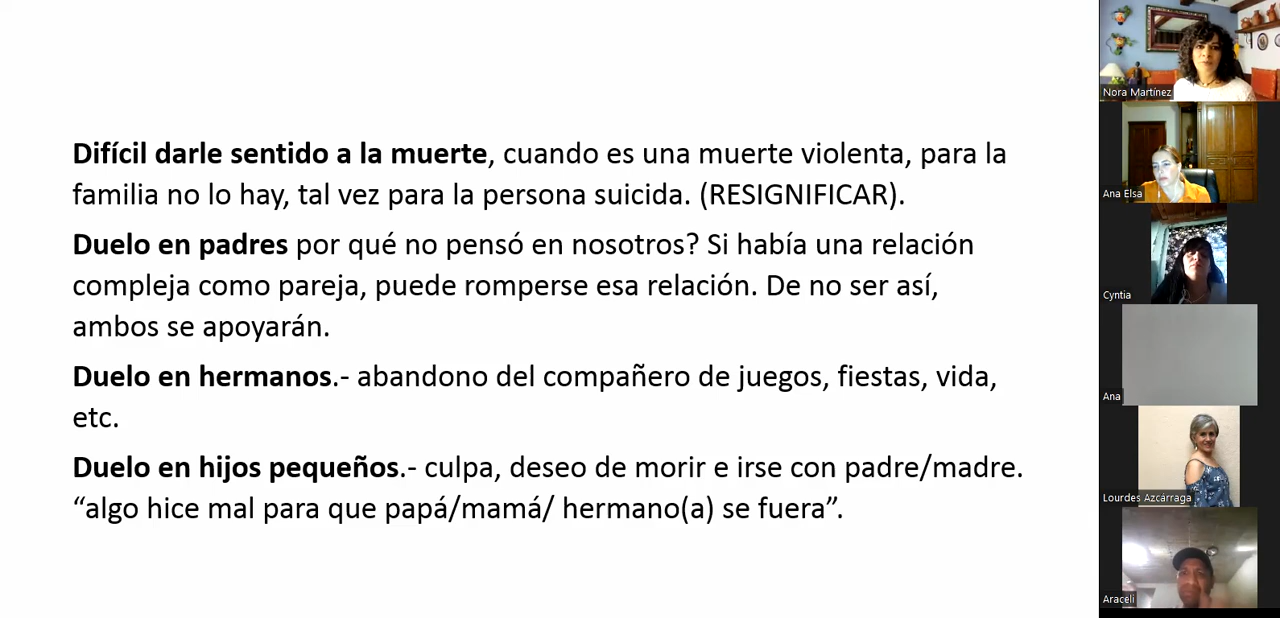 Difícil darle sentido a la muerte, cuando es una muerte violenta, para la
familia no lo hay, tal vez para la persona suicida. (RESIGNIFICAR).
Duelo en padres por qué no pensó en nosotros? Si había una relación
compleja como pareja, puede romperse esa relación. De no ser así,
ambos se apoyarán.
Duelo en hermanos.- abandono del compañero de juegos, fiestas, vida,
etc.
Duelo en hijos pequeños.- culpa, deseo de morir e irse con padre/madre.
“algo hice mal para que papá/mamá/ hermano(a) se fuera”.
Nora Martínez
Ana Elsa
Cyntia
Ana
Lourdes Azcárraga
Araceli